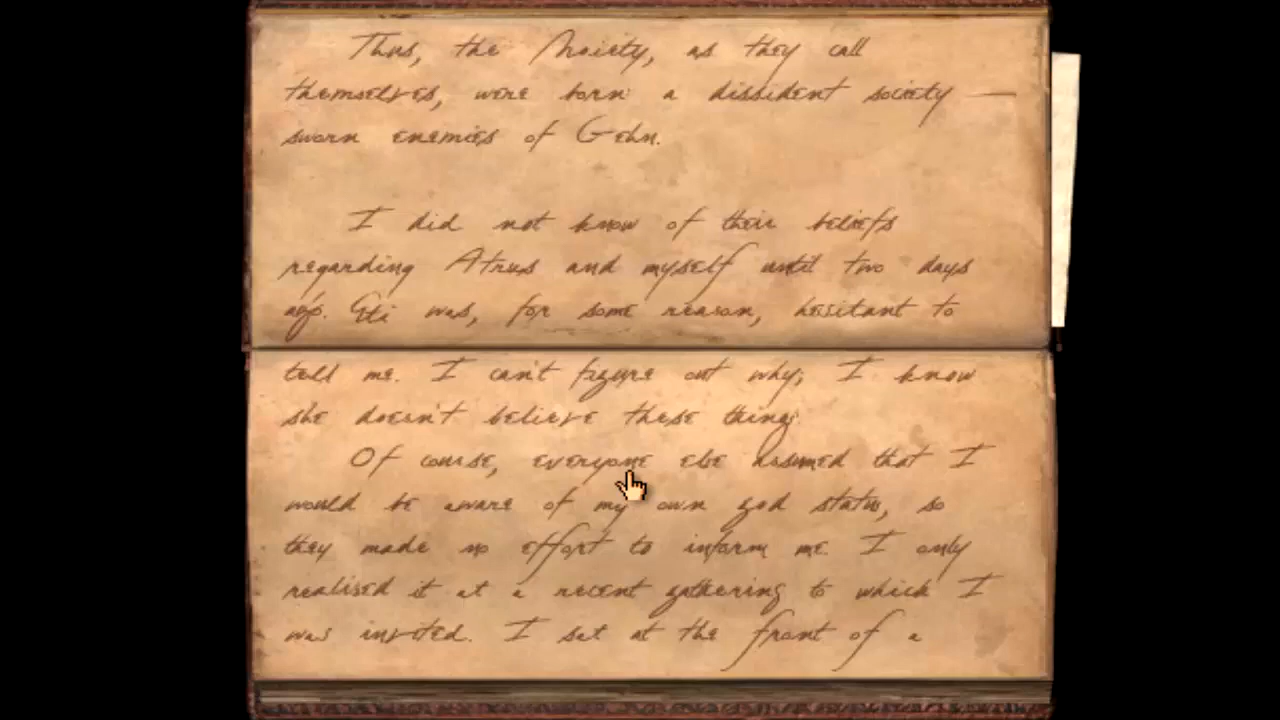 Thus, the Moiety, as they call
themselves, were born a dissident society —
sworn enemies of Gehn.
I did not know of their beliefs
regarding Atrus and myself until two days
ago. Eti was, for some reason, hesitant to
tell me. I can't figure out why; I know
she doesn't believe these things.
Of course, everyone else assumed that I
would be aware of my own god status, so
they made no effort to inform me. I only
realised it at a recent gathering to which I
was invited. I sat at the front of a